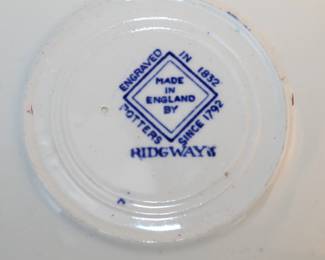 ENGRAVED IN 1832
MADE
IN
ENGLAND
BY
POTTERS SINCE 1792
RIDGWAYS